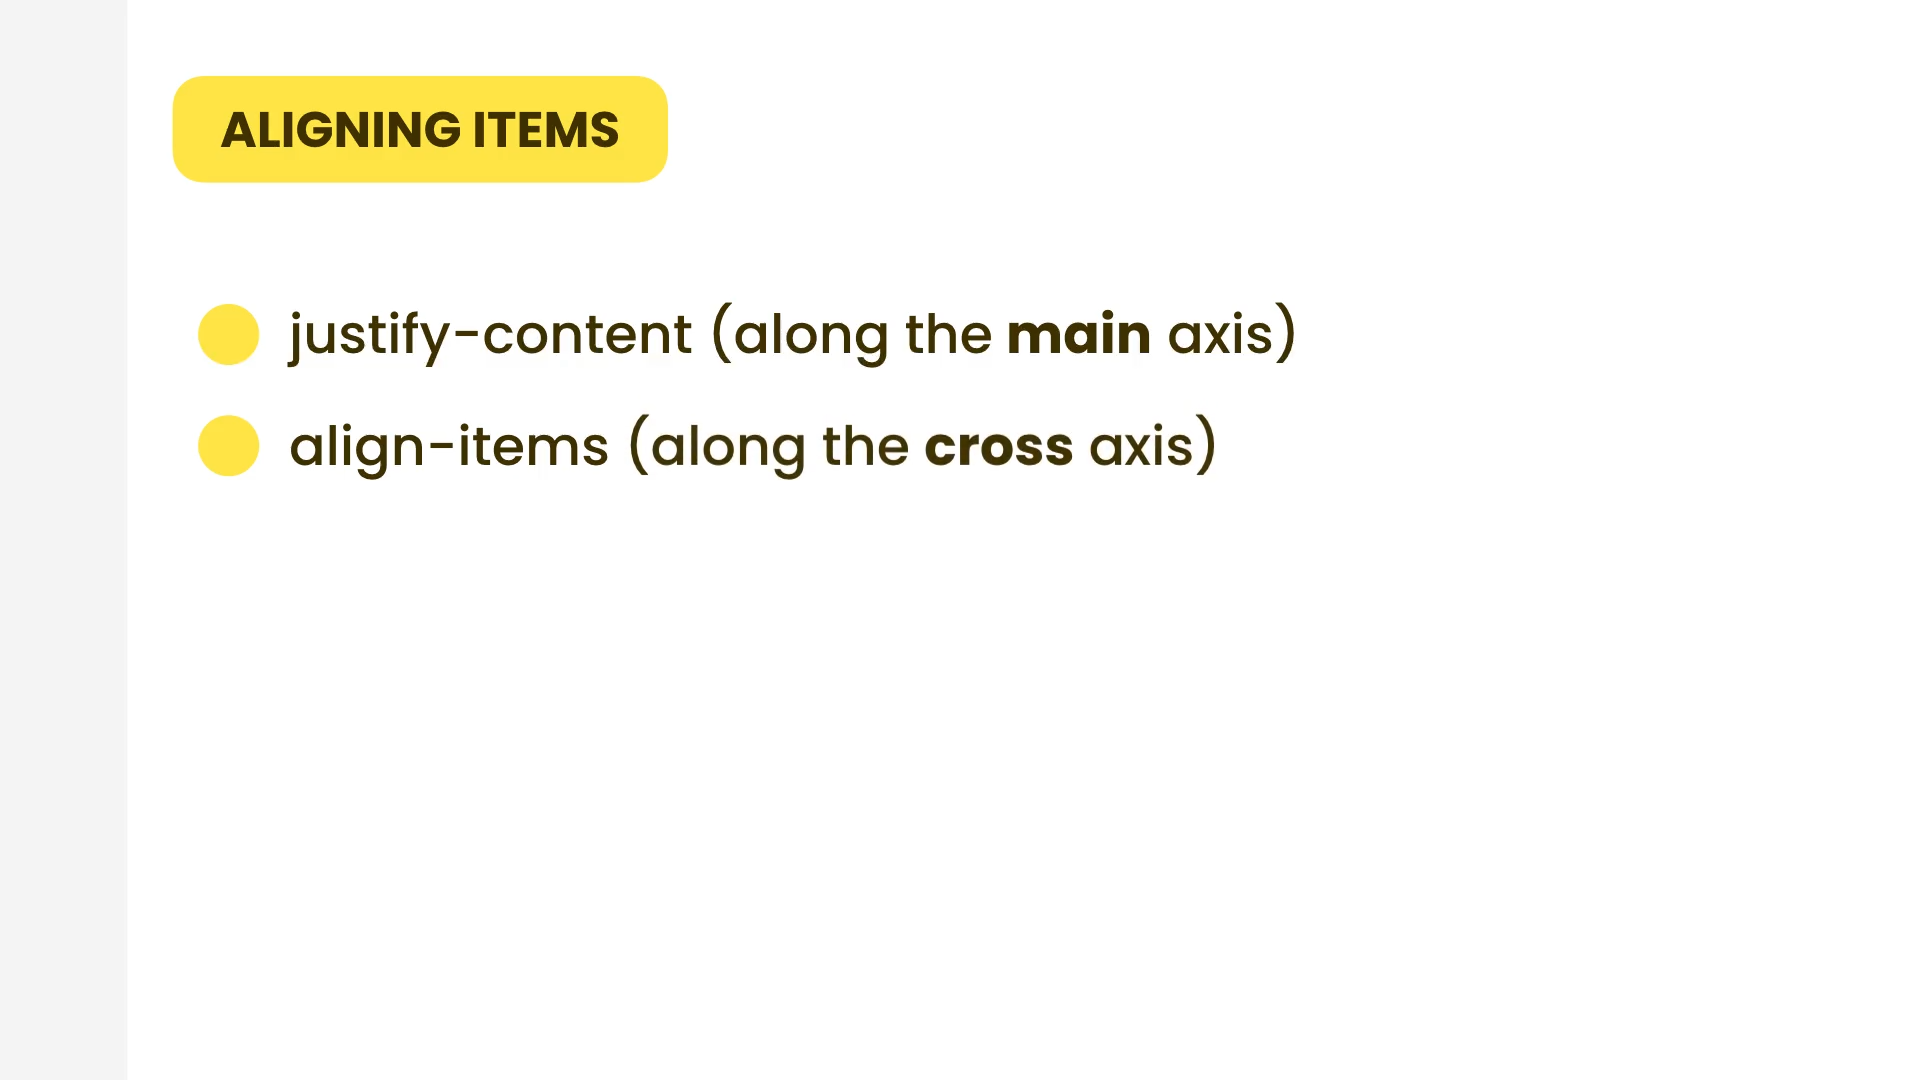 ALIGNING ITEMS
justify-content (along the main axis)
align-items (along the cross axis)